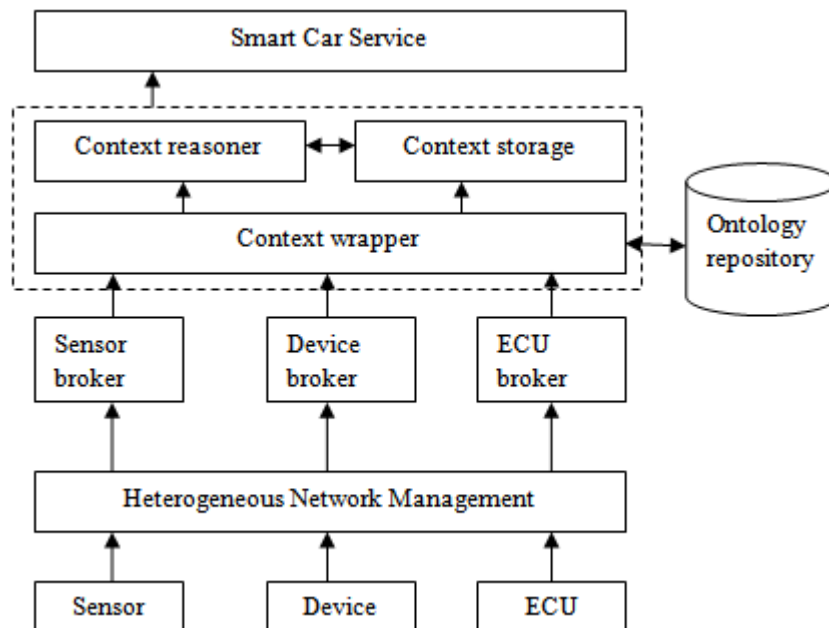 Smart Car Service
Context reasoner
Context storage
Context wrapper
Ontology
repository
Sensor
broker
Device
broker
ECU
broker
Heterogeneous Network Management
Sensor
Device
ECU